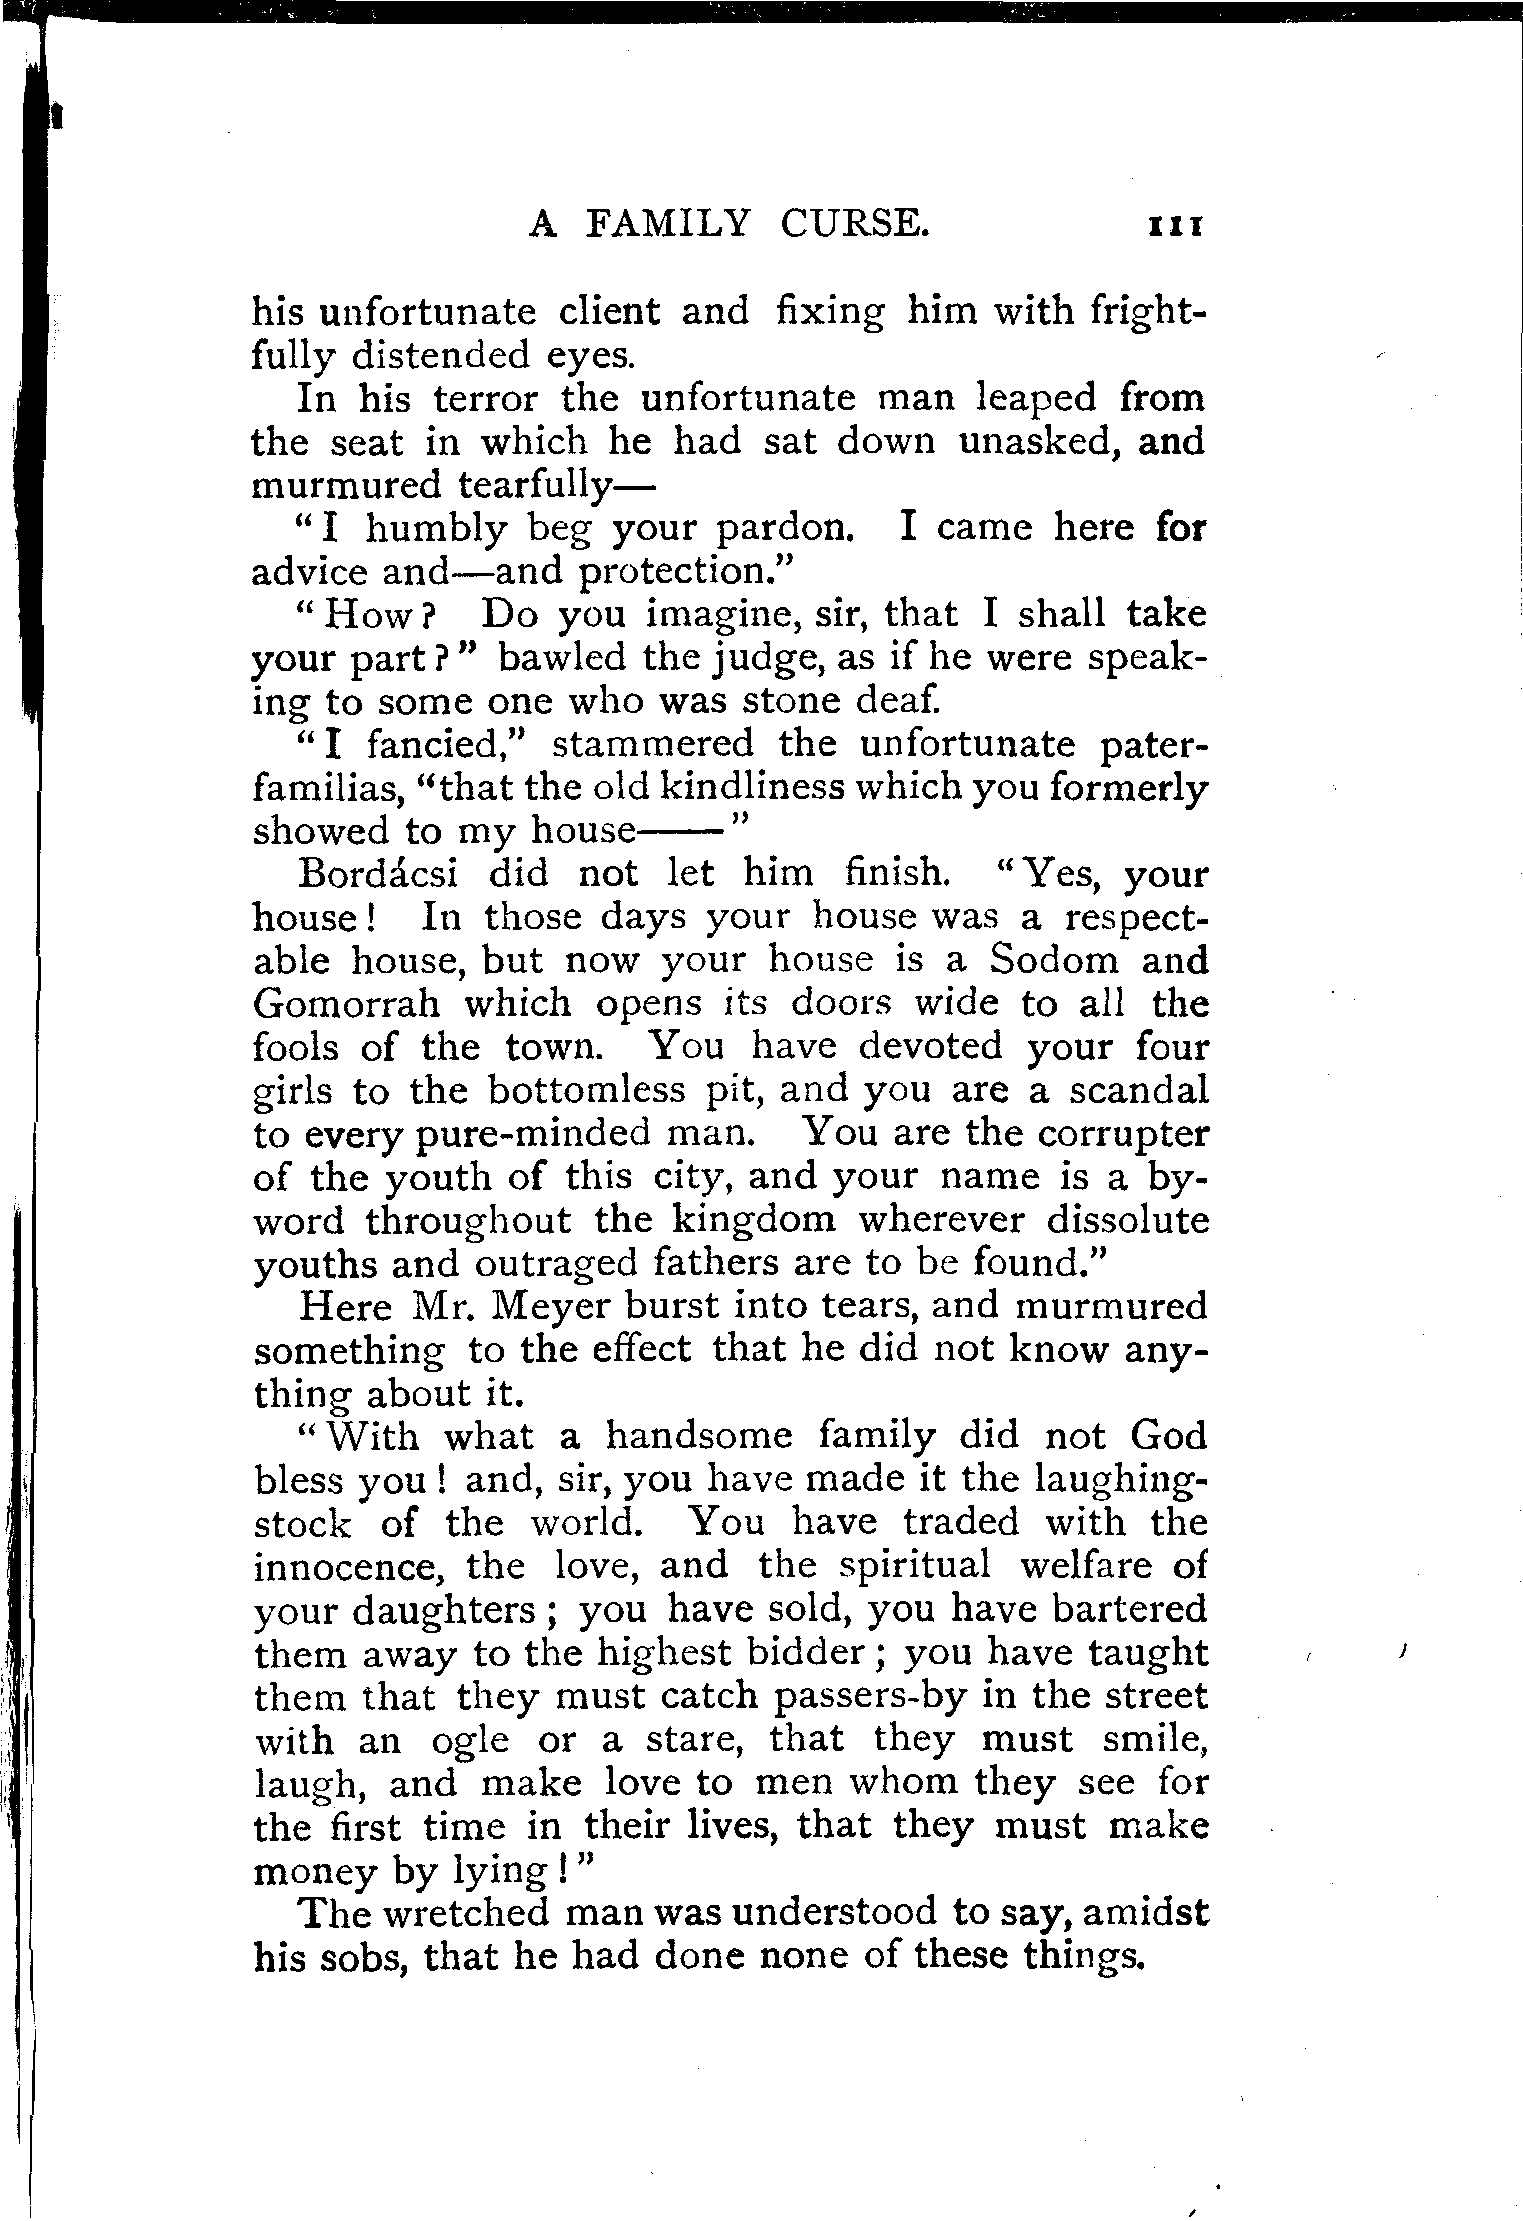 A FAMILY CURSE. 111
his unfortunate client and fixing him with fright-
fully distended eyes.
In his terror the unfortunate man leaped from
the seat in which he had sat down unasked, and
murmured tearfully—
"I humbly beg your pardon. I came here for
advice and—and protection."
"How? Do you imagine, sir, that I shall take
your part?" bawled the judge, as if he were speak-
ing to some one who was stone deaf.
"I fancied," stammered the unfortunate pater-
familias, "that the old kindliness which you formerly
showed to my house——"
Bordácsi did not let him finish. "Yes, your
house! In those days your house was a respect-
able house, but now your house is a Sodom and
Gomorrah which opens its doors wide to all the
fools of the town. You have devoted your four
girls to the bottomless pit, and you are a scandal
to every pure-minded man. You are the corrupter
of the youth of this city, and your name is a by-
word throughout the kingdom wherever dissolute
youths and outraged fathers are to be found."
Here Mr. Meyer burst into tears, and murmured
something to the effect that he did not know any-
thing about it.
"With what a handsome family did not God
bless you! and, sir, you have made it the laughing-
stock of the world. You have traded with the
innocence, the love, and the spiritual welfare of
your daughters; you have sold, you have bartered
them away to the highest bidder; you have taught
them that they must catch passers-by in the street
with an ogle or a stare, that they must smile,
laugh, and make love to men whom they see for
the first time in their lives, that they must make
money by lying!"
The wretched man was understood to say, amidst
his sobs, that he had done none of these things.